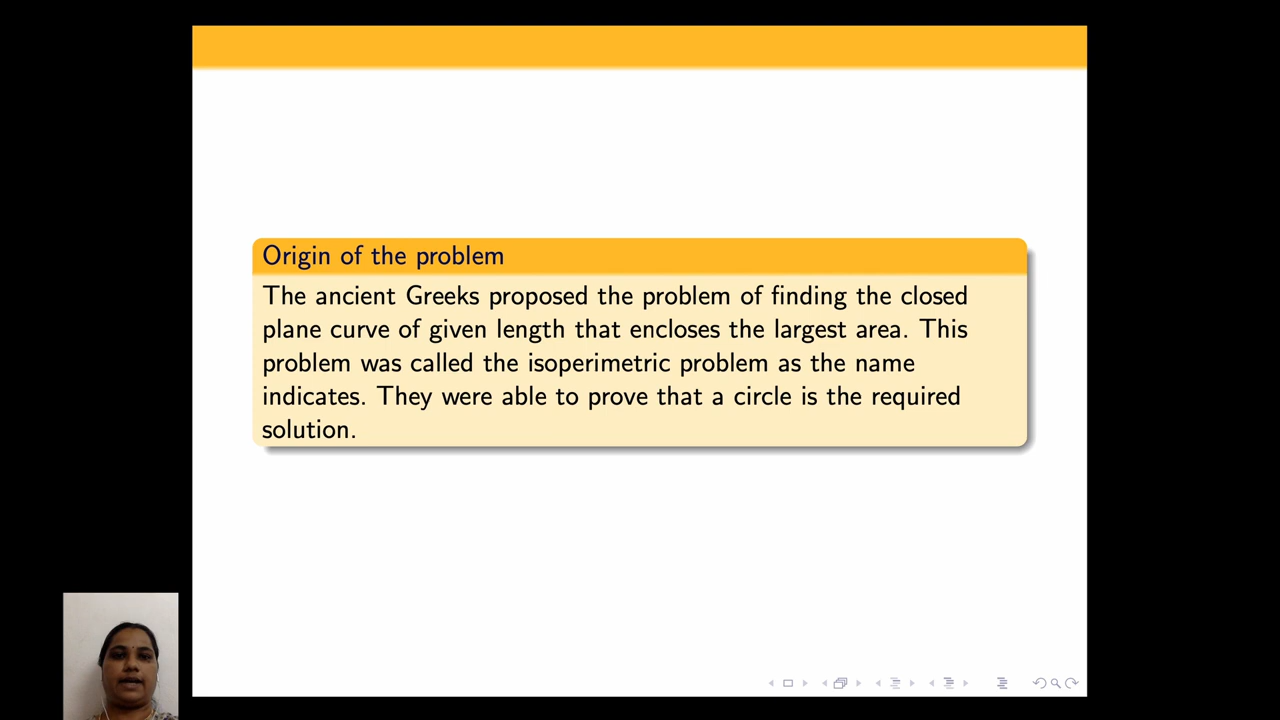 Origin of the problem
The ancient Greeks proposed the problem of finding the closed
plane curve of given length that encloses the largest area. This
problem was called the isoperimetric problem as the name
indicates. They were able to prove that a circle is the required
solution.